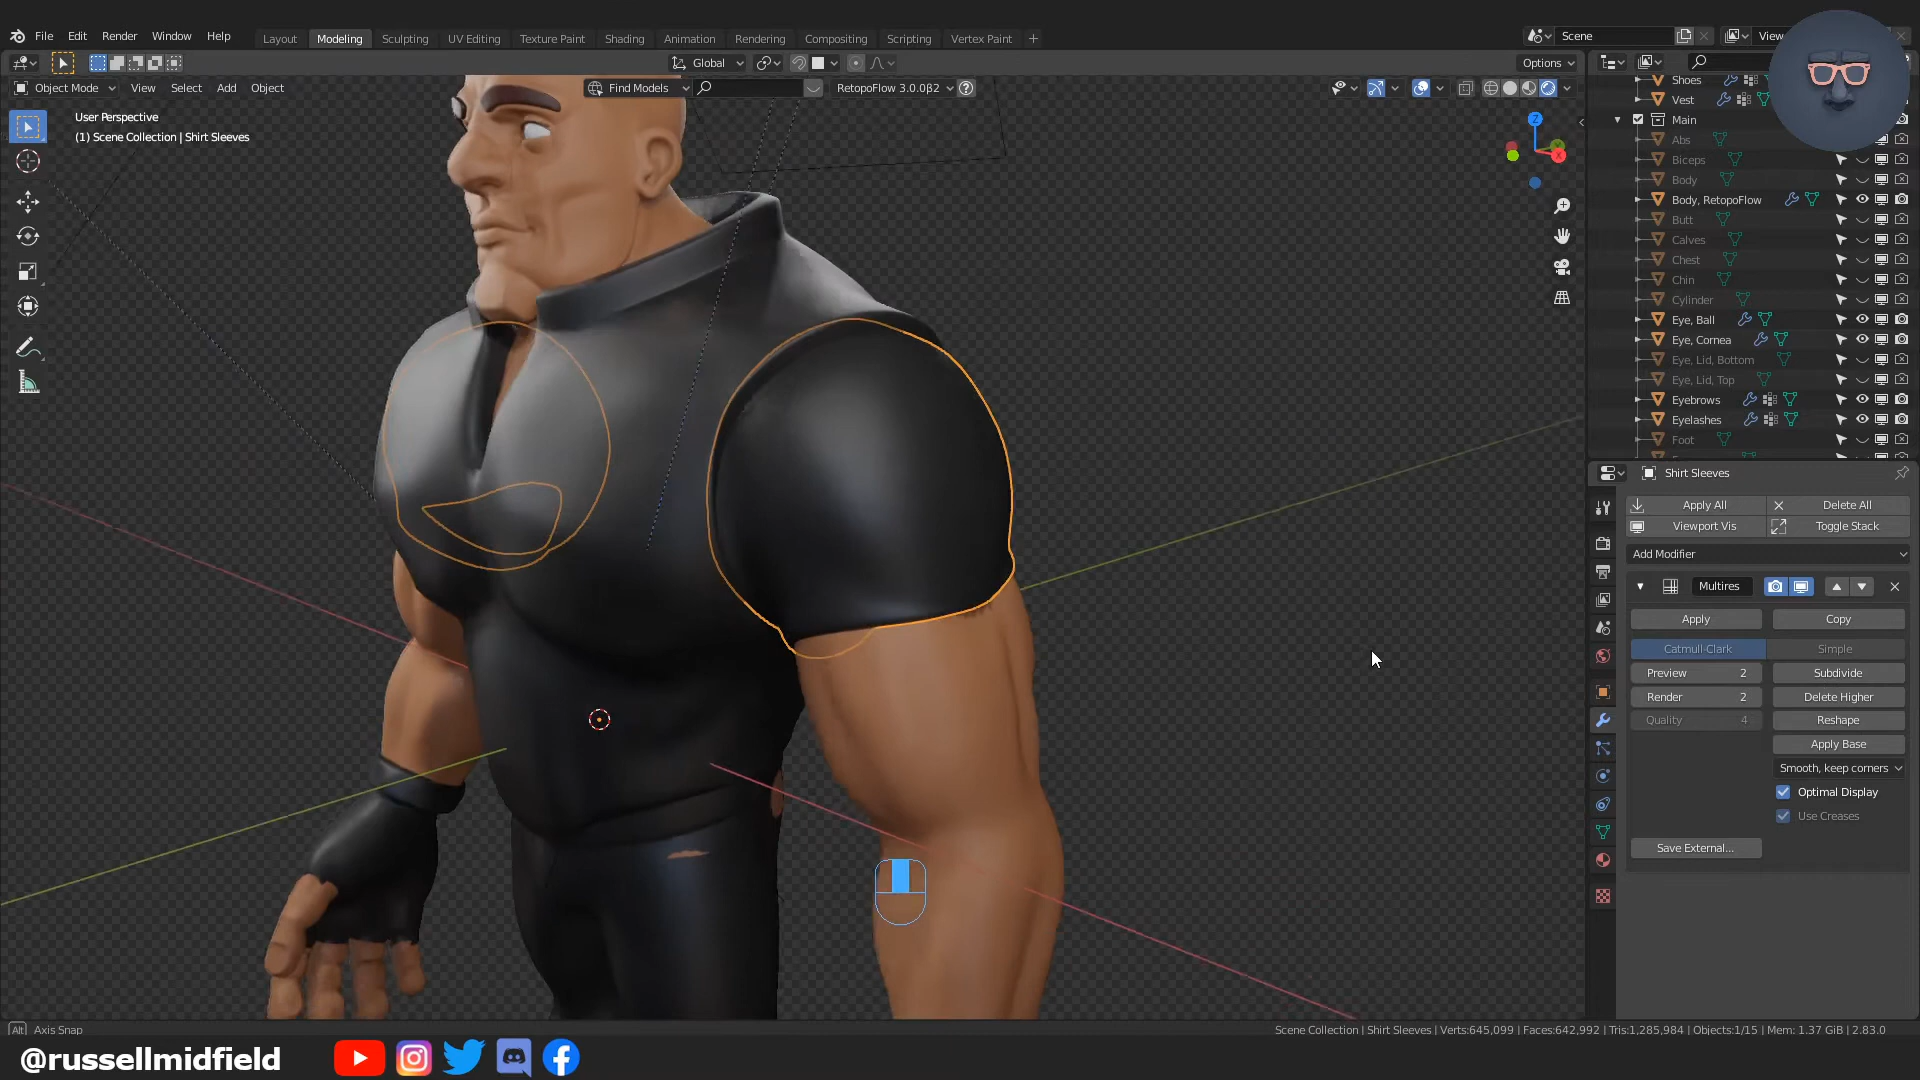 File Edit Render Window Help
Layout Modeling Sculpting UV Editing Texture Paint Shading Animation Rendering Compositing Scripting Vertex Paint +
Scene
View
Global
Options
Object Mode View Select Add Object
Find Models
RetopoFlow 3.0.0β2
User Perspective
(1) Scene Collection | Shirt Sleeves
Z
X
Shoes
Vest
Main
Abs
Biceps
Body
Body, RetopoFlow
Butt
Calves
Chest
Chin
Cylinder
Eye, Ball
Eye, Cornea
Eye, Lid, Bottom
Eye, Lid, Top
Eyebrows
Eyelashes
Foot
Shirt Sleeves
Apply All Delete All
Viewport Vis Toggle Stack
Add Modifier
Multires
Apply Copy
Catmull-Clark Simple
Preview 2 Subdivide
Render 2 Delete Higher
Quality 4 Reshape
Apply Base
Smooth, keep corners
Optimal Display
Use Creases
Save External...
Alt Axis Snap
Scene Collection | Shirt Sleeves | Verts:645,099 | Faces:642,992 | Tris:1,285,984 | Objects:1/15 | Mem: 1.37 GiB | 2.83.0
@russellmidfield